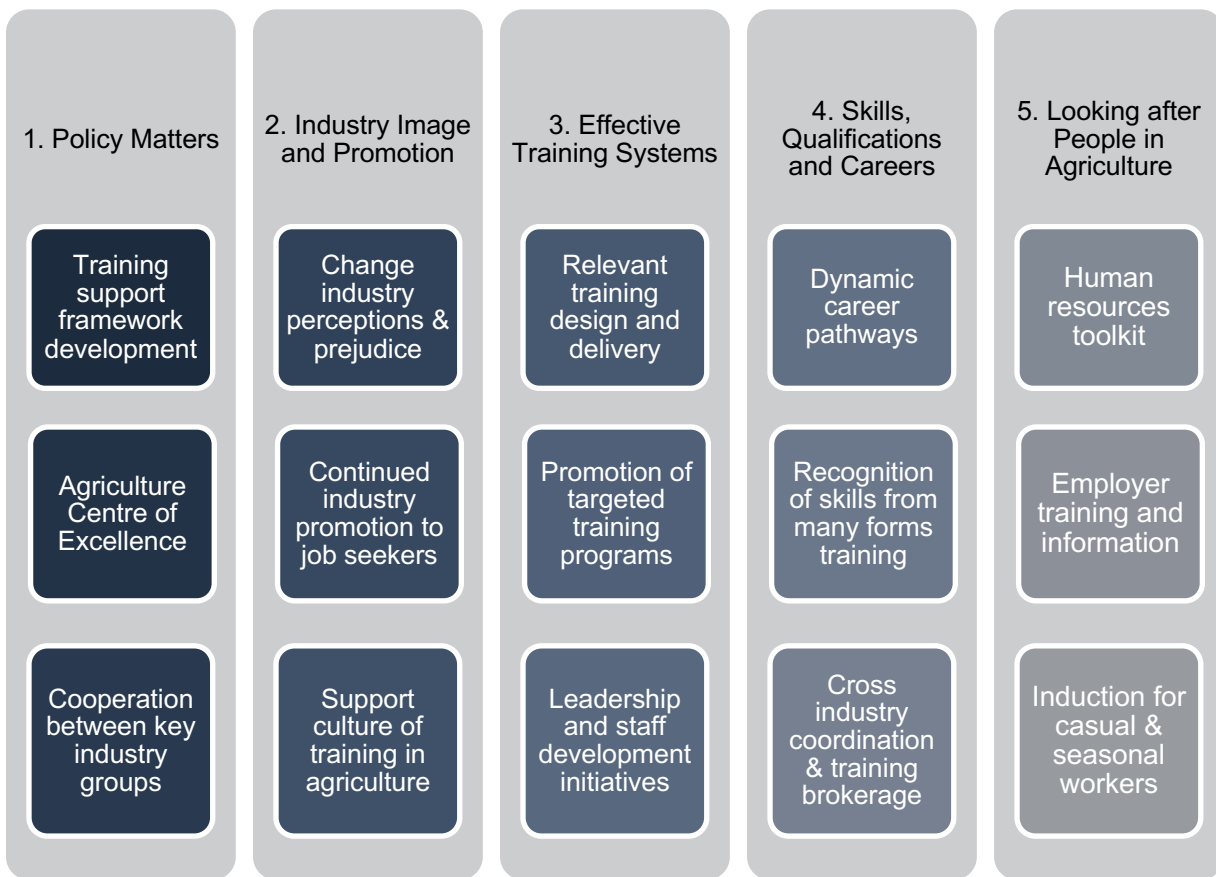 1. Policy Matters
Training
support
framework
development
Agriculture
Centre of
Excellence
Cooperation
between key
industry
groups
2. Industry Image
and Promotion
Change
industry
perceptions &
prejudice
Continued
industry
promotion to
job seekers
Support
culture of
training in
agriculture
3. Effective
Training Systems
Relevant
training
design and
delivery
Promotion of
targeted
training
programs
Leadership
and staff
development
initiatives
4. Skills,
Qualifications
and Careers
Dynamic
career
pathways
Recognition
of skills from
many forms
training
Cross
industry
coordination
& training
brokerage
5. Looking after
People in
Agriculture
Human
resources
toolkit
Employer
training and
information
Induction for
casual &
seasonal
workers